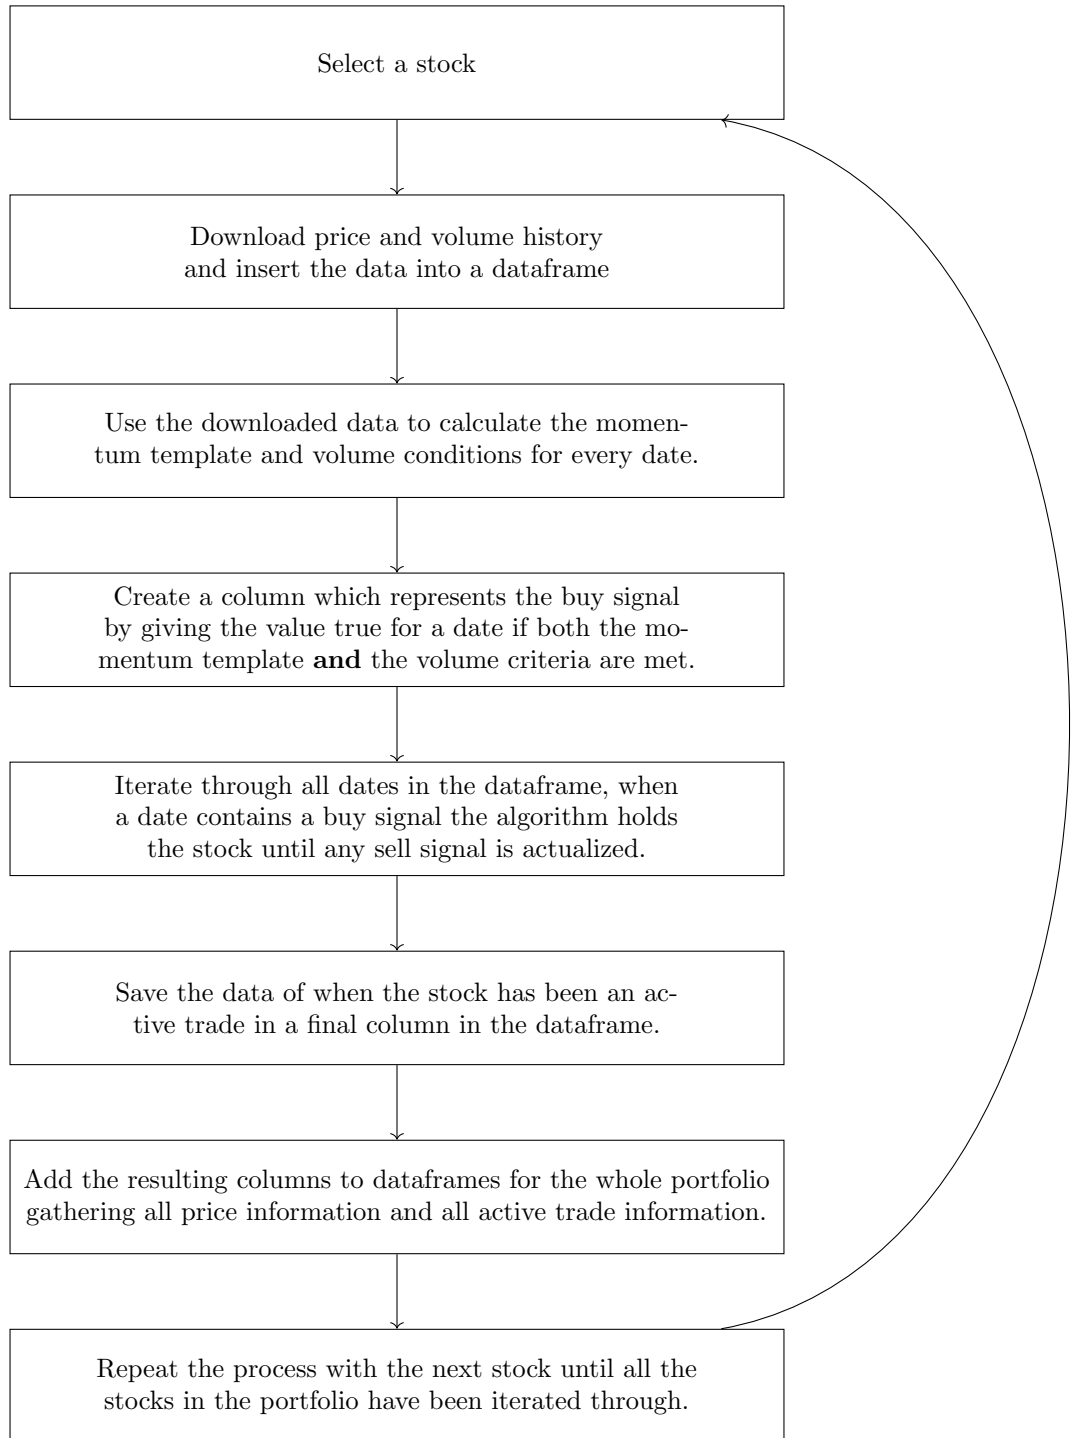 Select a stock
Download price and volume history
and insert the data into a dataframe
Use the downloaded data to calculate the momen-
tum template and volume conditions for every date.
Create a column which represents the buy signal
by giving the value true for a date if both the mo-
mentum template and the volume criteria are met.
Iterate through all dates in the dataframe, when
a date contains a buy signal the algorithm holds
the stock until any sell signal is actualized.
Save the data of when the stock has been an ac-
tive trade in a final column in the dataframe.
Add the resulting columns to dataframes for the whole portfolio
gathering all price information and all active trade information.
Repeat the process with the next stock until all the
stocks in the portfolio have been iterated through.